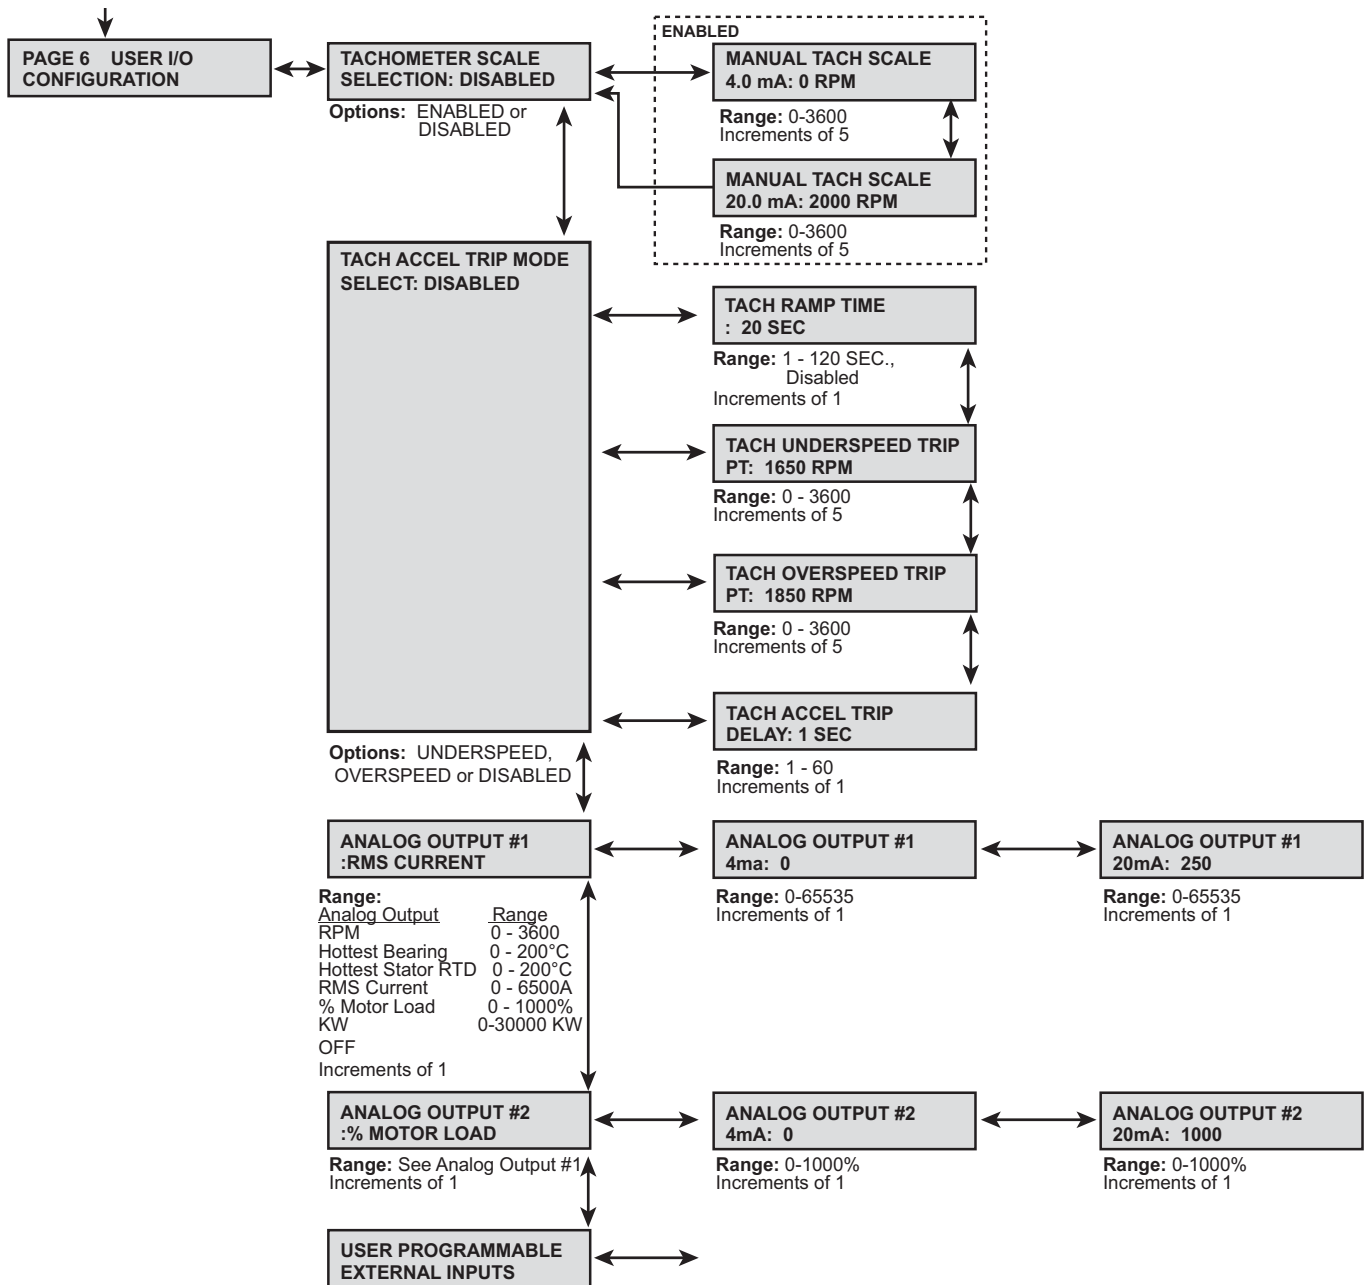 PAGE 6 USER I/O
CONFIGURATION
TACHOMETER SCALE
SELECTION: DISABLED
Options: ENABLED or
DISABLED
ENABLED
MANUAL TACH SCALE
4.0 mA: 0 RPM
Range: 0-3600
Increments of 5
MANUAL TACH SCALE
20.0 mA: 2000 RPM
Range: 0-3600
Increments of 5
TACH ACCEL TRIP MODE
SELECT: DISABLED
TACH RAMP TIME
: 20 SEC
Range: 1 - 120 SEC.,
Disabled
Increments of 1
TACH UNDERSPEED TRIP
PT: 1650 RPM
Range: 0 - 3600
Increments of 5
TACH OVERSPEED TRIP
PT: 1850 RPM
Range: 0 - 3600
Increments of 5
TACH ACCEL TRIP
DELAY: 1 SEC
Range: 1 - 60
Increments of 1
Options: UNDERSPEED,
OVERSPEED or DISABLED
ANALOG OUTPUT #1
:RMS CURRENT
Range:
Analog Output Range
RPM 0 - 3600
Hottest Bearing 0 - 200°C
Hottest Stator RTD 0 - 200°C
RMS Current 0 - 6500A
% Motor Load 0 - 1000%
KW 0-30000 KW
OFF
Increments of 1
ANALOG OUTPUT #1
4ma: 0
Range: 0-65535
Increments of 1
ANALOG OUTPUT #1
20mA: 250
Range: 0-65535
Increments of 1
ANALOG OUTPUT #2
:% MOTOR LOAD
Range: See Analog Output #1
Increments of 1
ANALOG OUTPUT #2
4mA: 0
Range: 0-1000%
Increments of 1
ANALOG OUTPUT #2
20mA: 1000
Range: 0-1000%
Increments of 1
USER PROGRAMMABLE
EXTERNAL INPUTS